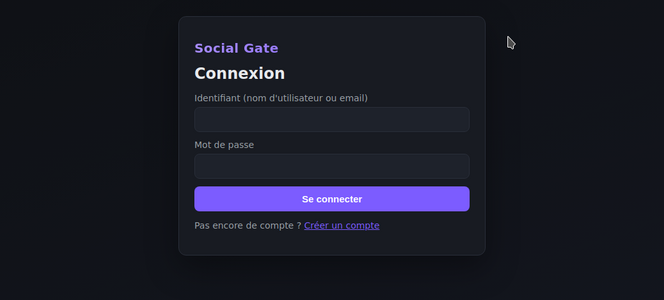 Social Gate
Connexion
Identifiant (nom d'utilisateur ou email)
Mot de passe
Se connecter
Pas encore de compte ? Créer un compte